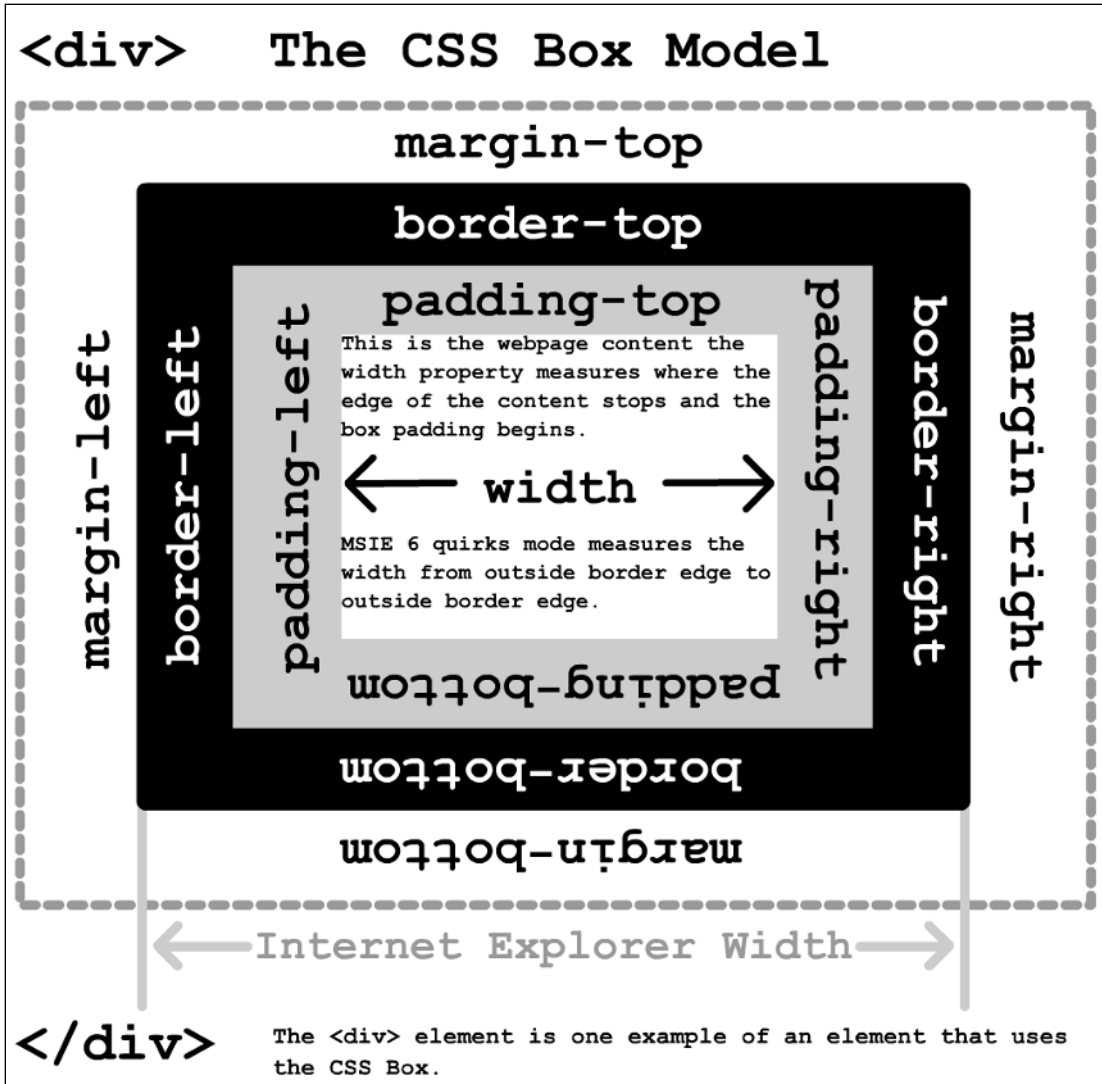 <div> The CSS Box Model
margin-top
border-top
padding-top
margin-left
border-left
padding-left
This is the webpage content the
width property measures where the
edge of the content stops and the
box padding begins.
width
MSIE 6 quirks mode measures the
width from outside border edge to
outside border edge.
padding-right
border-right
margin-right
padding-bottom
border-bottom
margin-bottom
Internet Explorer Width
</div>
The <div> element is one example of an element that uses
the CSS Box.